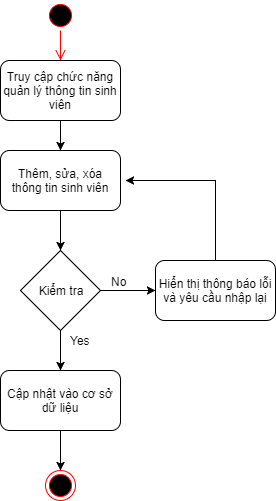 Truy cập chức năng
quản lý thông tin sinh
viên
Thêm, sửa, xóa
thông tin sinh viên
Kiểm tra
No
Hiển thị thông báo lỗi
và yêu cầu nhập lại
Yes
Cập nhật vào cơ sở
dữ liệu